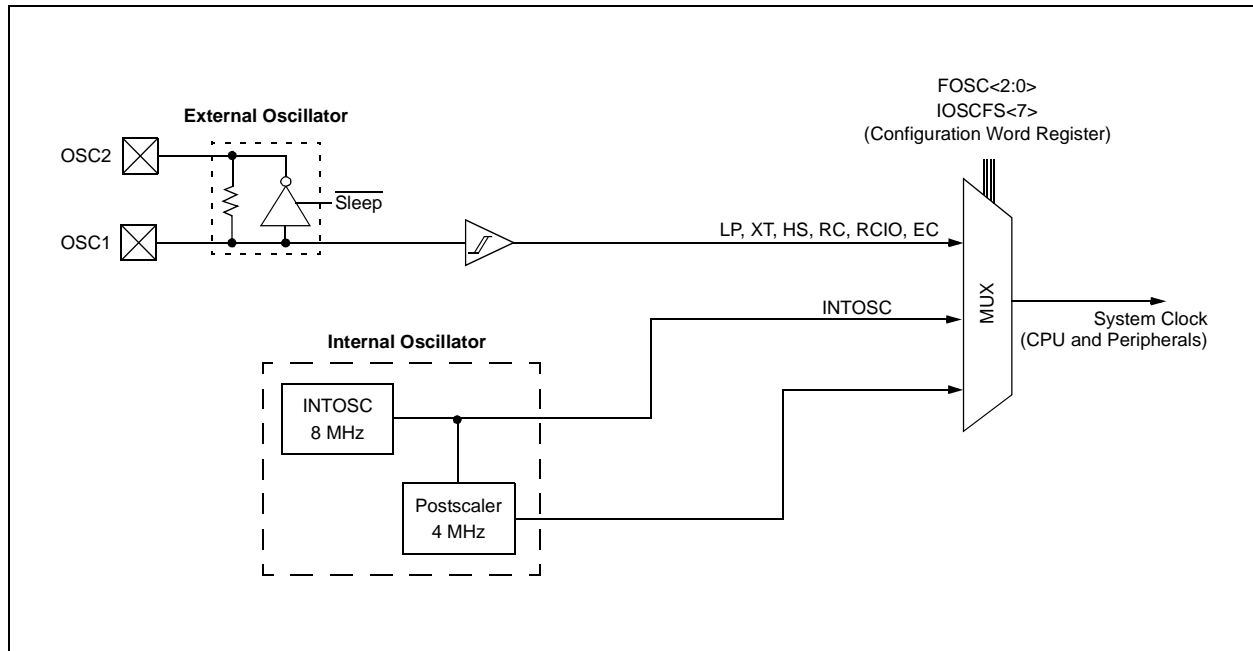 FOSC<2:0>
IOSCFS<7>
(Configuration Word Register)
External Oscillator
OSC2
Sleep
OSC1
LP, XT, HS, RC, RCIO, EC
MUX
INTOSC
System Clock
(CPU and Peripherals)
Internal Oscillator
INTOSC
8 MHz
Postscaler
4 MHz